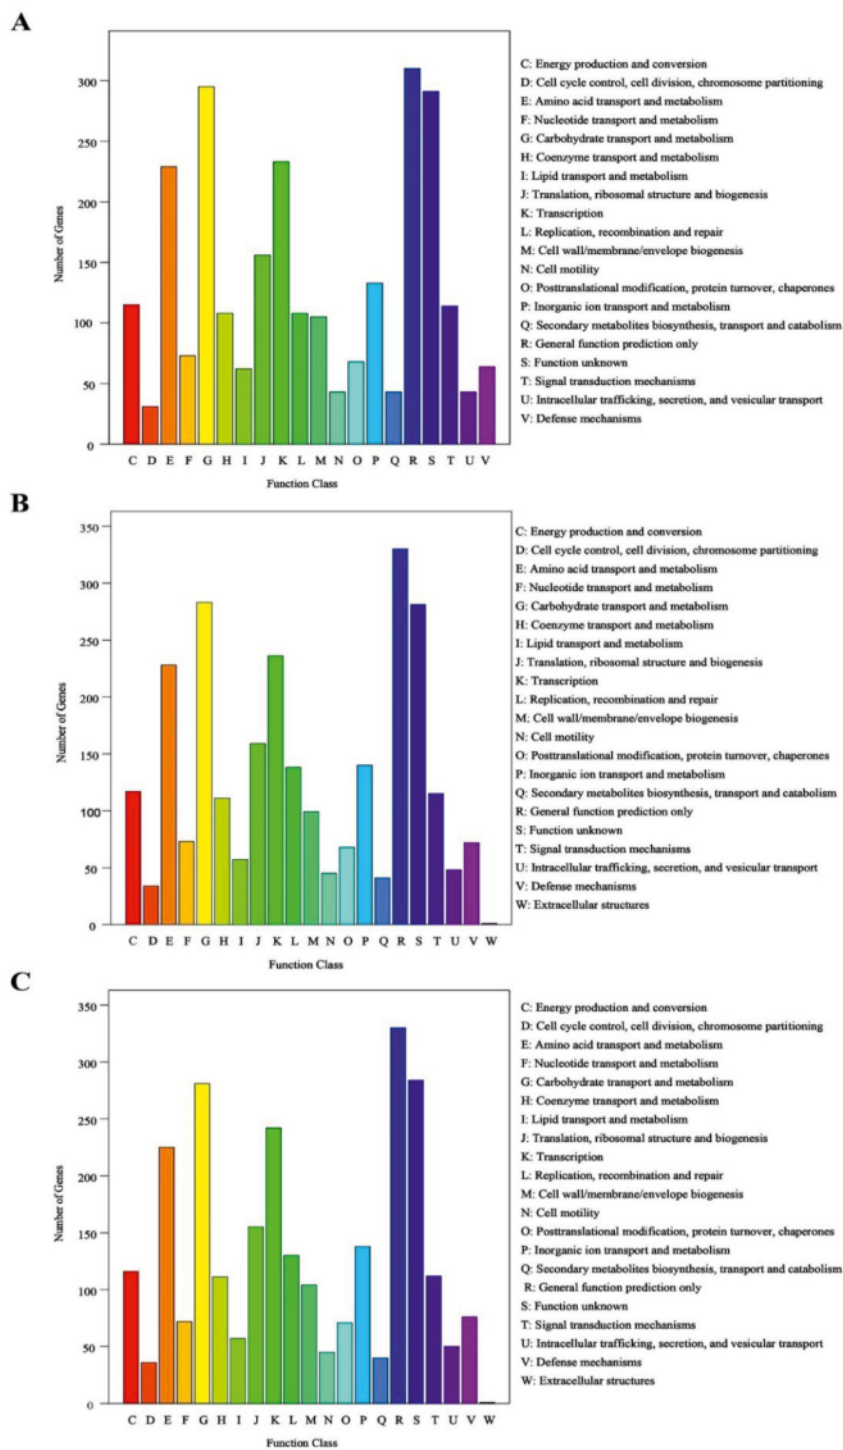 A
300
250
200
150
100
50
0
Number of Genes
C D E F G H I J K L M N O P Q R S T U V
Function Class
C: Energy production and conversion
D: Cell cycle control, cell division, chromosome partitioning
E: Amino acid transport and metabolism
F: Nucleotide transport and metabolism
G: Carbohydrate transport and metabolism
H: Coenzyme transport and metabolism
I: Lipid transport and metabolism
J: Translation, ribosomal structure and biogenesis
K: Transcription
L: Replication, recombination and repair
M: Cell wall/membrane/envelope biogenesis
N: Cell motility
O: Posttranslational modification, protein turnover, chaperones
P: Inorganic ion transport and metabolism
Q: Secondary metabolites biosynthesis, transport and catabolism
R: General function prediction only
S: Function unknown
T: Signal transduction mechanisms
U: Intracellular trafficking, secretion, and vesicular transport
V: Defense mechanisms
B
350
300
250
200
150
100
50
0
Number of Genes
C D E F G H I J K L M N O P Q R S T U V W
Function Class
C: Energy production and conversion
D: Cell cycle control, cell division, chromosome partitioning
E: Amino acid transport and metabolism
F: Nucleotide transport and metabolism
G: Carbohydrate transport and metabolism
H: Coenzyme transport and metabolism
I: Lipid transport and metabolism
J: Translation, ribosomal structure and biogenesis
K: Transcription
L: Replication, recombination and repair
M: Cell wall/membrane/envelope biogenesis
N: Cell motility
O: Posttranslational modification, protein turnover, chaperones
P: Inorganic ion transport and metabolism
Q: Secondary metabolites biosynthesis, transport and catabolism
R: General function prediction only
S: Function unknown
T: Signal transduction mechanisms
U: Intracellular trafficking, secretion, and vesicular transport
V: Defense mechanisms
W: Extracellular structures
C
350
300
250
200
150
100
50
0
Number of Genes
C D E F G H I J K L M N O P Q R S T U V W
Function Class
C: Energy production and conversion
D: Cell cycle control, cell division, chromosome partitioning
E: Amino acid transport and metabolism
F: Nucleotide transport and metabolism
G: Carbohydrate transport and metabolism
H: Coenzyme transport and metabolism
I: Lipid transport and metabolism
J: Translation, ribosomal structure and biogenesis
K: Transcription
L: Replication, recombination and repair
M: Cell wall/membrane/envelope biogenesis
N: Cell motility
O: Posttranslational modification, protein turnover, chaperones
P: Inorganic ion transport and metabolism
Q: Secondary metabolites biosynthesis, transport and catabolism
R: General function prediction only
S: Function unknown
T: Signal transduction mechanisms
U: Intracellular trafficking, secretion, and vesicular transport
V: Defense mechanisms
W: Extracellular structures